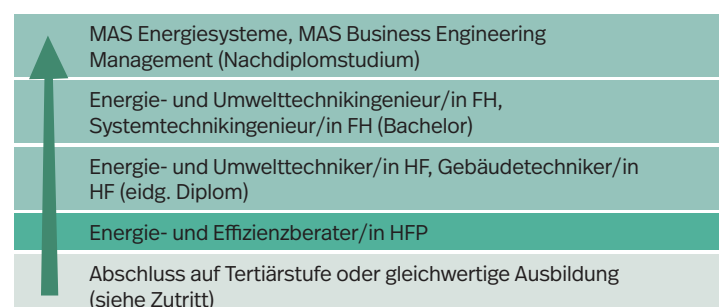 MAS Energiesysteme, MAS Business Engineering
Management (Nachdiplomstudium)
Energie- und Umwelttechnikingenieur/in FH,
Systemtechnikingenieur/in FH (Bachelor)
Energie- und Umwelttechniker/in HF, Gebäudetechniker/in
HF (eidg. Diplom)
Energie- und Effizienzberater/in HFP
Abschluss auf Tertiärstufe oder gleichwertige Ausbildung
(siehe Zutritt)